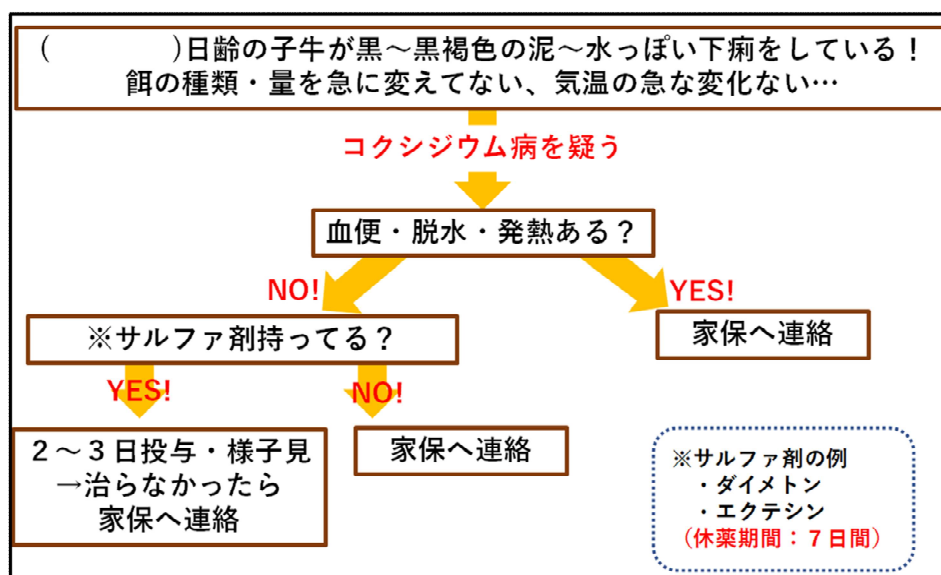 (　　　　)日齢の子牛が黒～黒褐色の泥～水っぽい下痢をしている！
餌の種類・量を急に変えてない、気温の急な変化ない…
コクシジウム病を疑う
血便・脱水・発熱ある？
NO!
YES!
※サルファ剤持ってる？
家保へ連絡
YES!
NO!
２～３日投与・様子見
→治らなかったら
家保へ連絡
家保へ連絡
※サルファ剤の例
・ダイメトン
・エクテシン
（休薬期間：７日間）